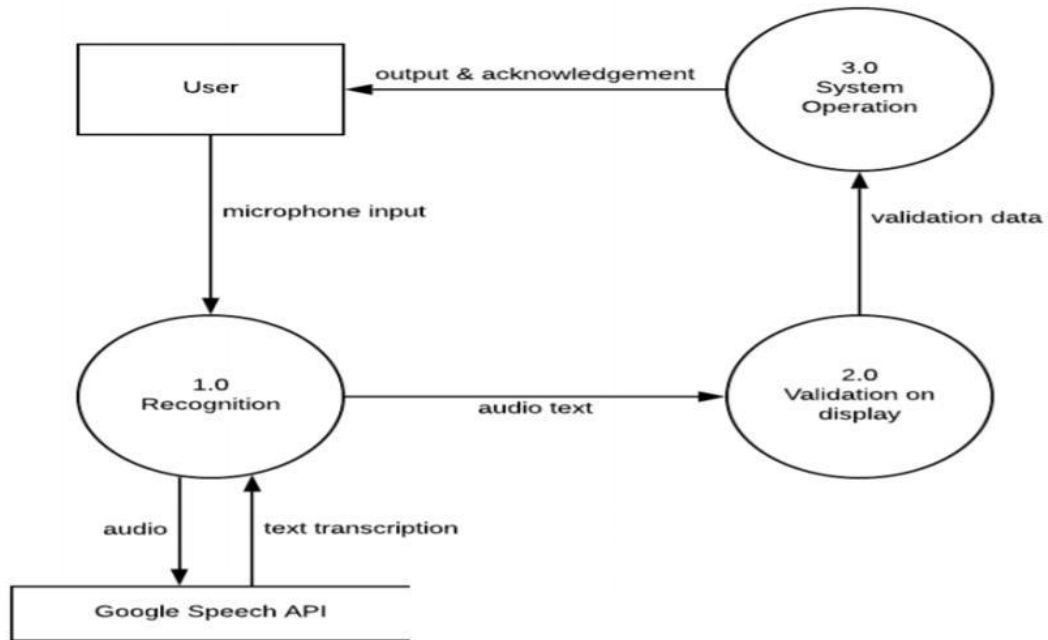 User
output & acknowledgement
3.0
System
Operation
microphone input
validation data
1.0
Recognition
audio text
2.0
Validation on
display
audio
text transcription
Google Speech API